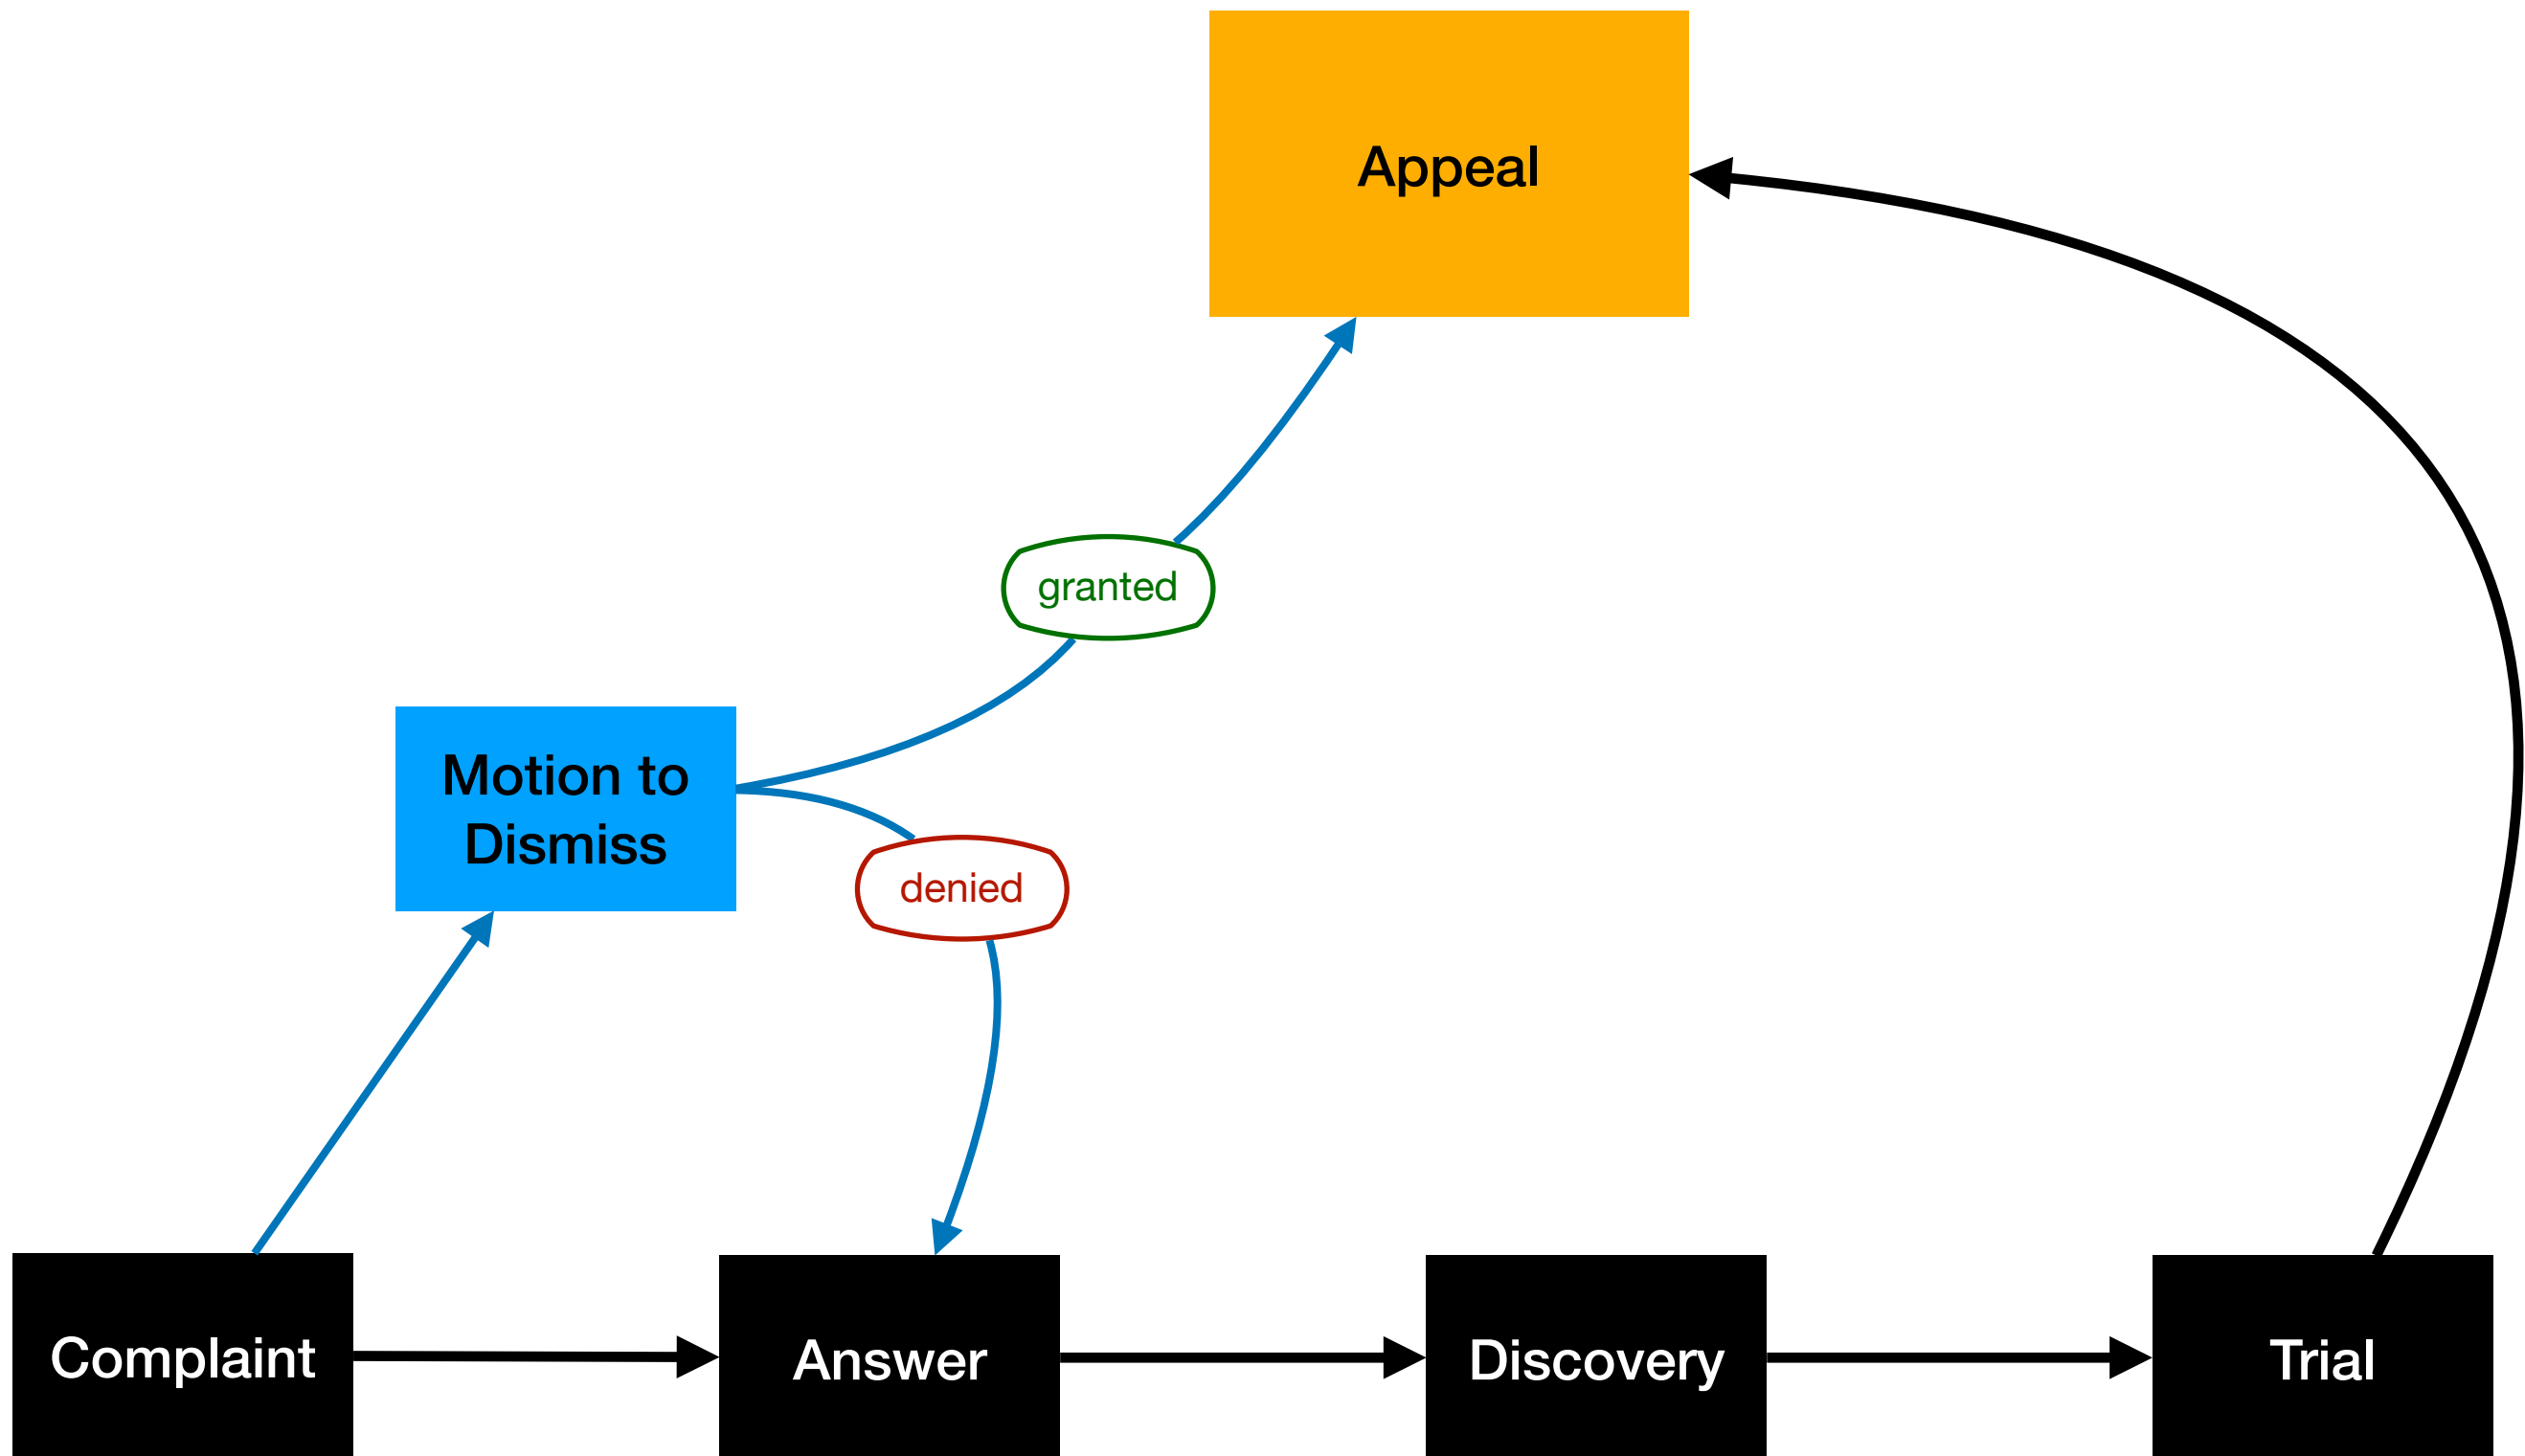 Appeal
granted
Motion to
Dismiss
denied
Complaint
Answer
Discovery
Trial